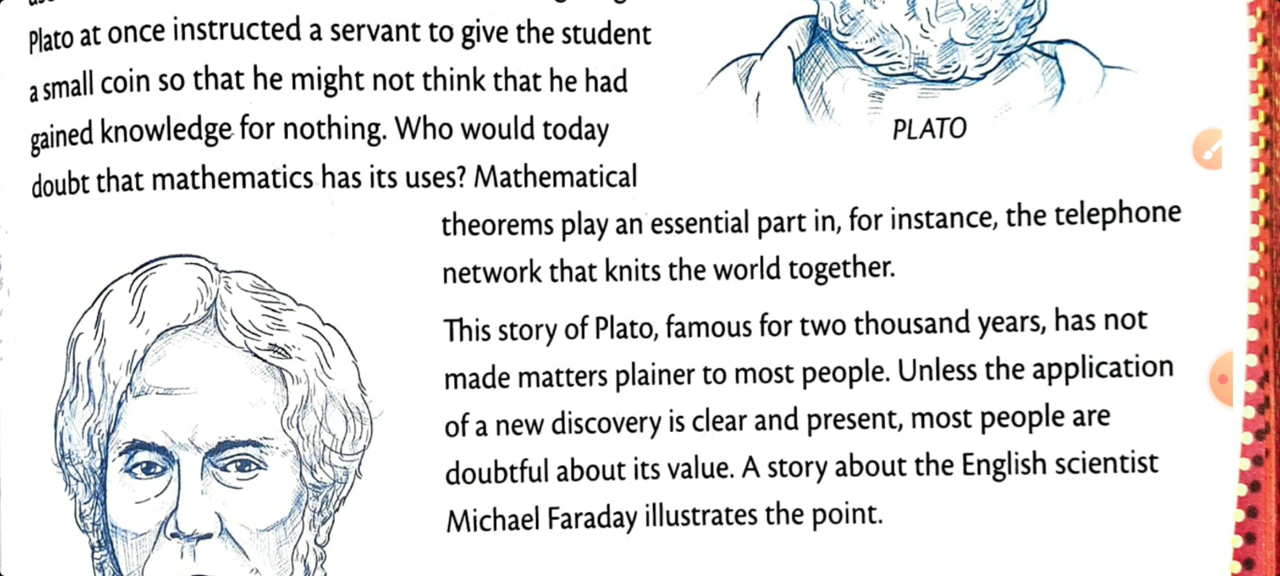 Plato at once instructed a servant to give the student
a small coin so that he might not think that he had
gained knowledge for nothing. Who would today
doubt that mathematics has its uses? Mathematical
PLATO
theorems play an essential part in, for instance, the telephone
network that knits the world together.
This story of Plato, famous for two thousand years, has not
made matters plainer to most people. Unless the application
of a new discovery is clear and present, most people are
doubtful about its value. A story about the English scientist
Michael Faraday illustrates the point.